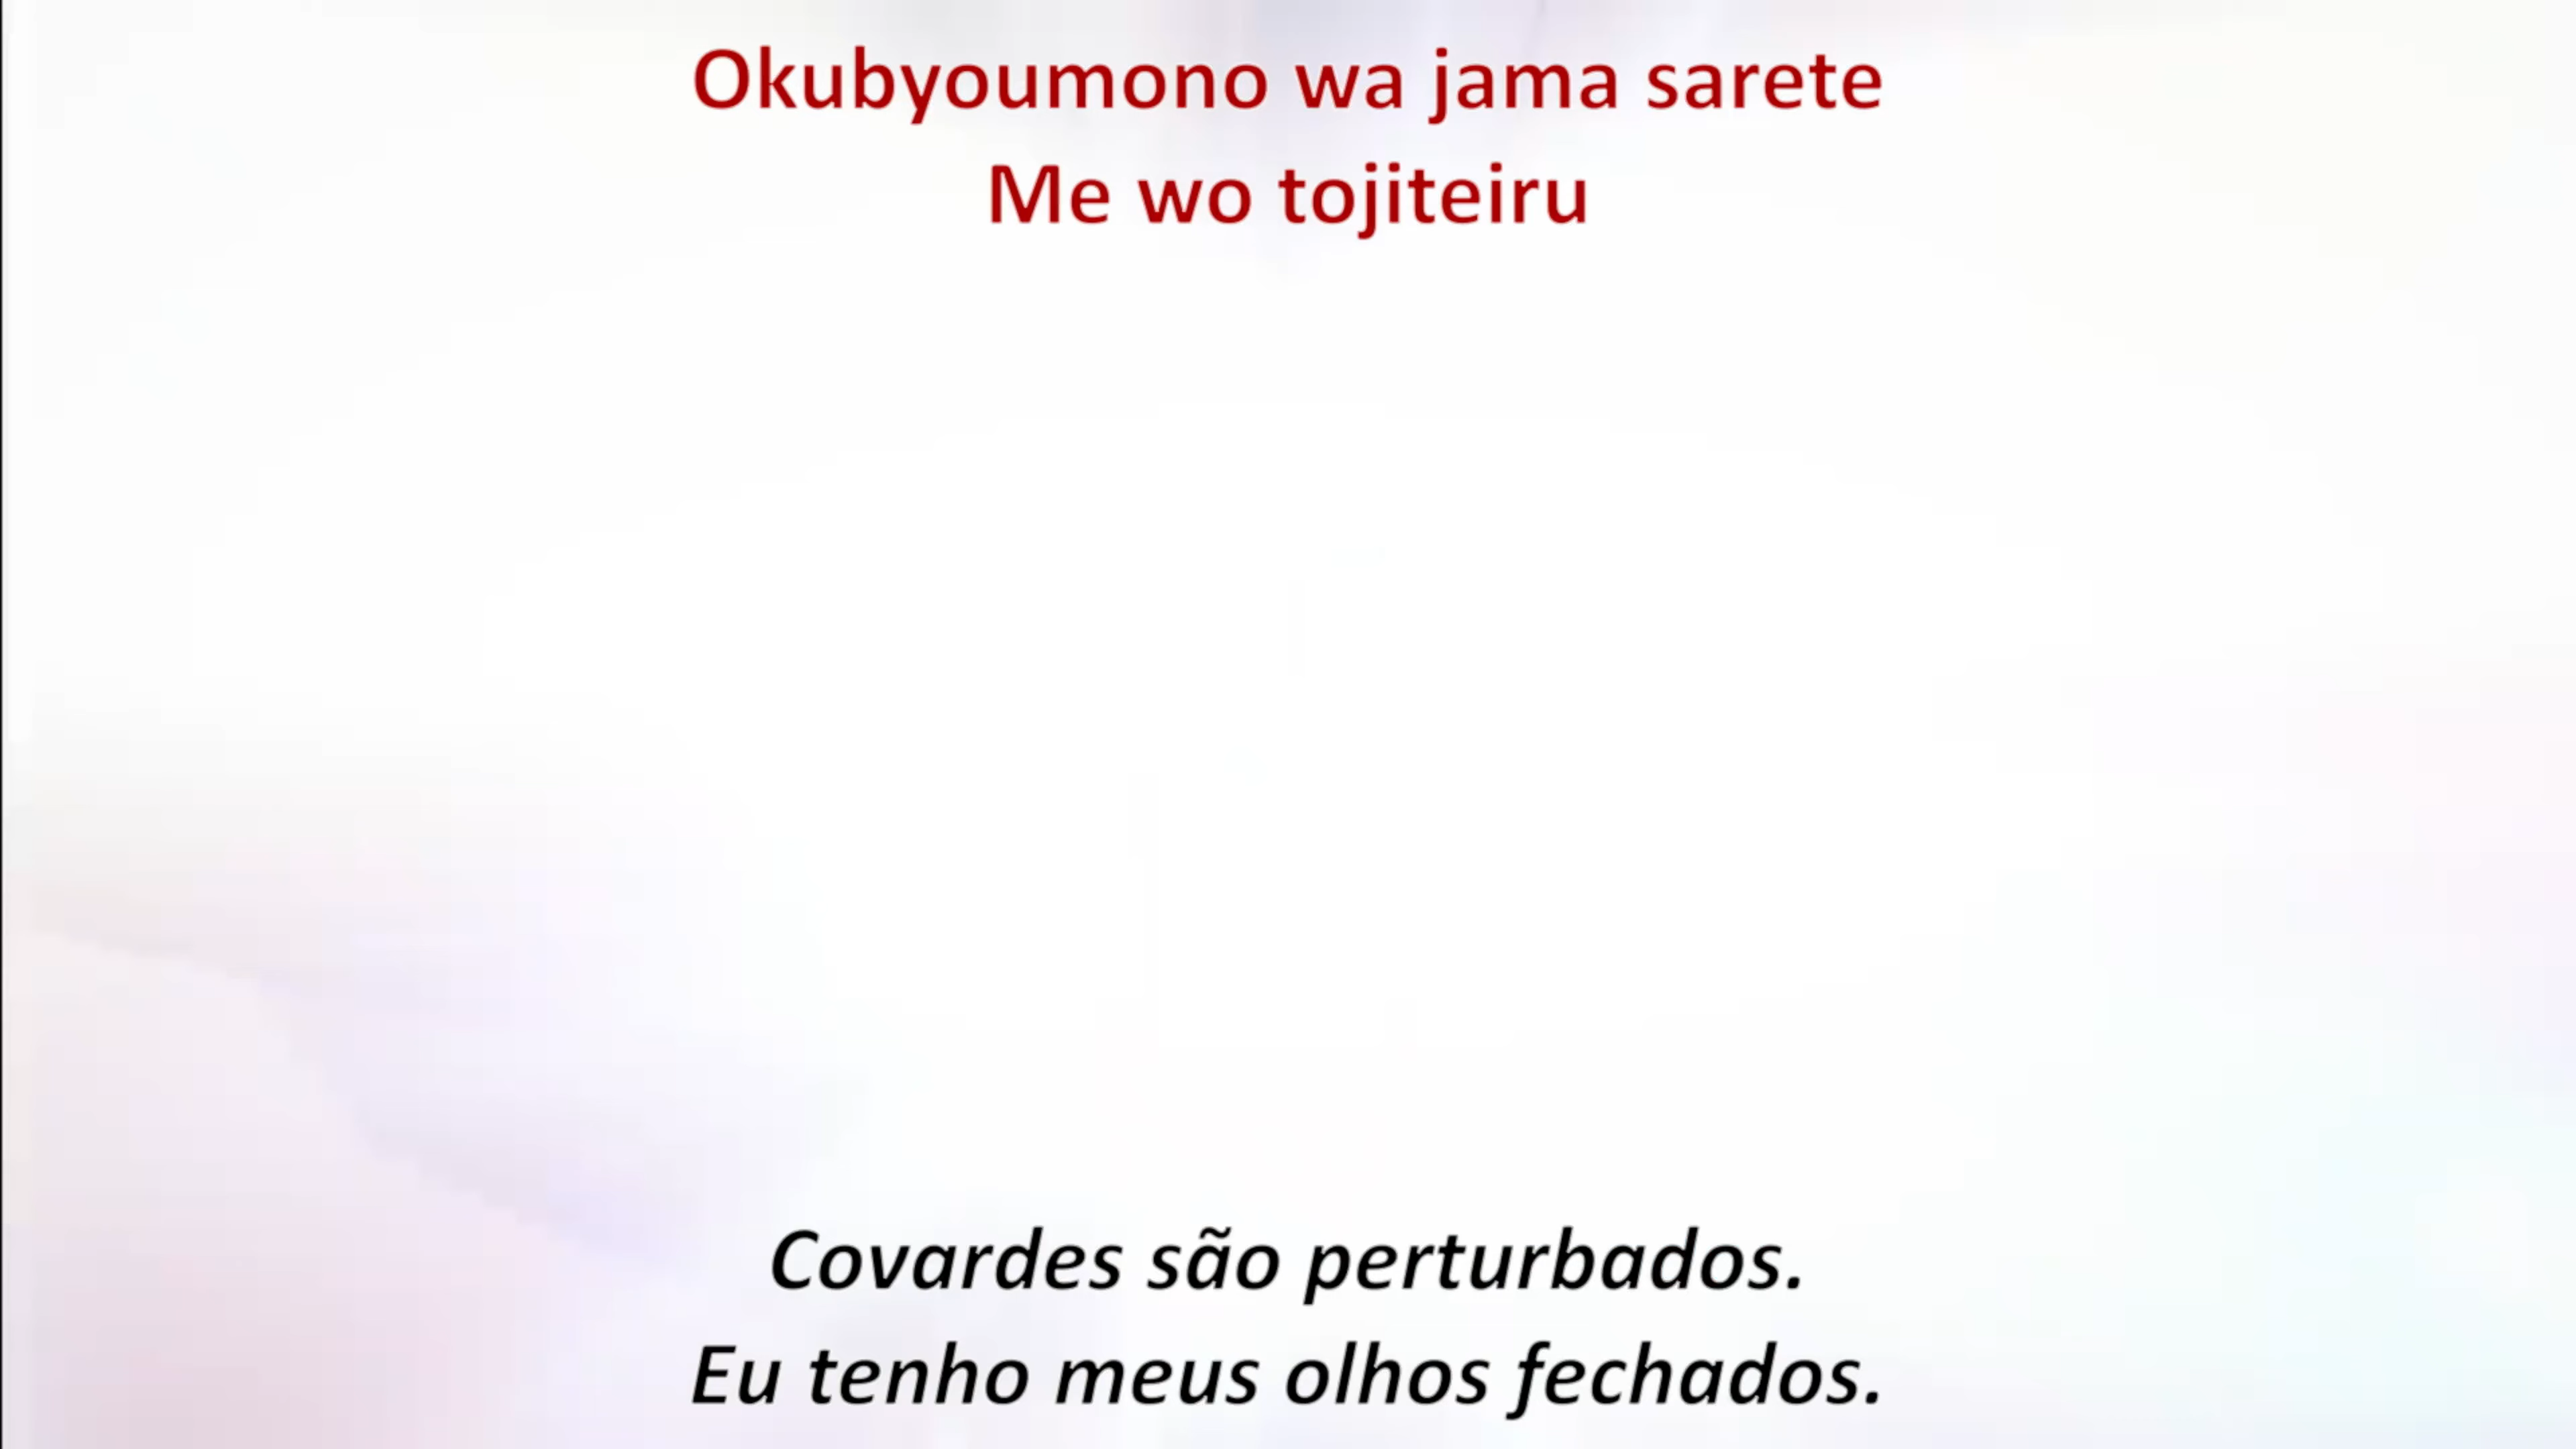 Okubyoumono wa jama sarete
Me wo tojiteiru
Covardes são perturbados.
Eu tenho meus olhos fechados.